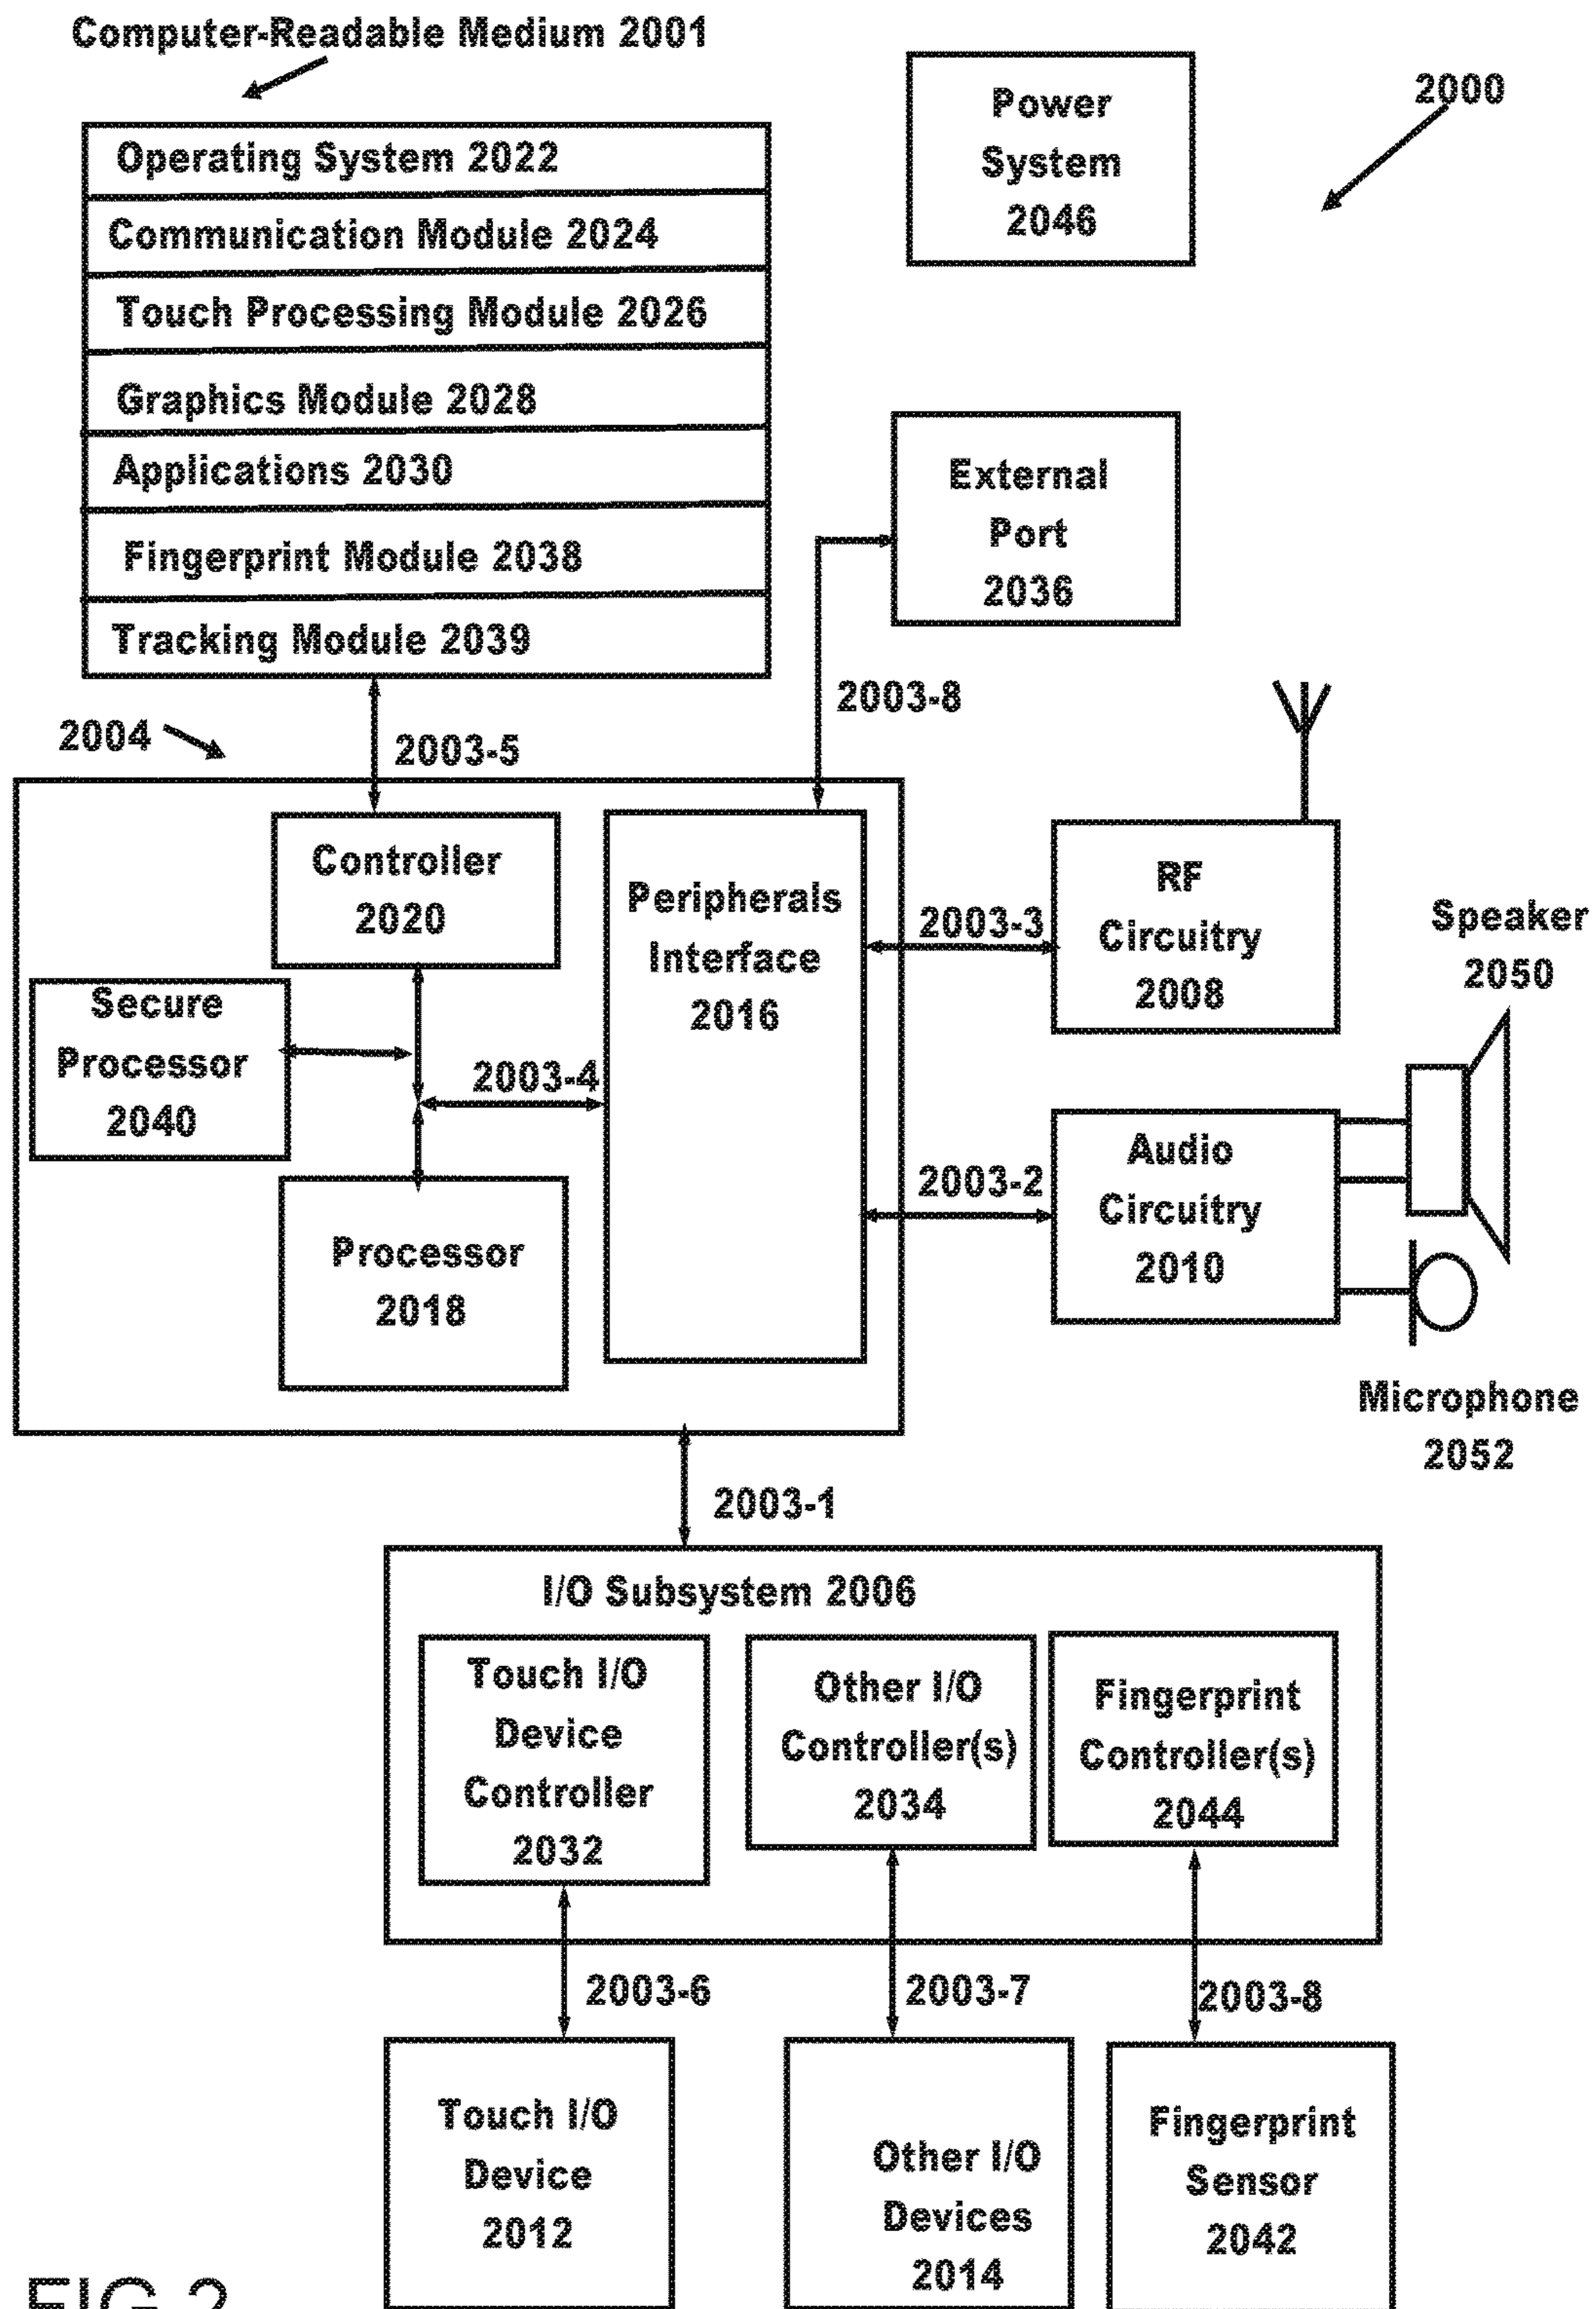 Computer-Readable Medium 2001
2000
Power
System
2046
Operating System 2022
Communication Module 2024
Touch Processing Module 2026
Graphics Module 2028
Applications 2030
Fingerprint Module 2038
Tracking Module 2039
External
Port
2036
2003-8
2004
2003-5
Controller
2020
Peripherals
Interface
2016
2003-3
RF
Circuitry
2008
Speaker
2050
Secure
Processor
2040
2003-4
2003-2
Audio
Circuitry
2010
Processor
2018
Microphone
2052
2003-1
I/O Subsystem 2006
Touch I/O
Device
Controller
2032
Other I/O
Controller(s)
2034
Fingerprint
Controller(s)
2044
2003-6
2003-7
2003-8
Touch I/O
Device
2012
Other I/O
Devices
2014
Fingerprint
Sensor
2042
FIG 2